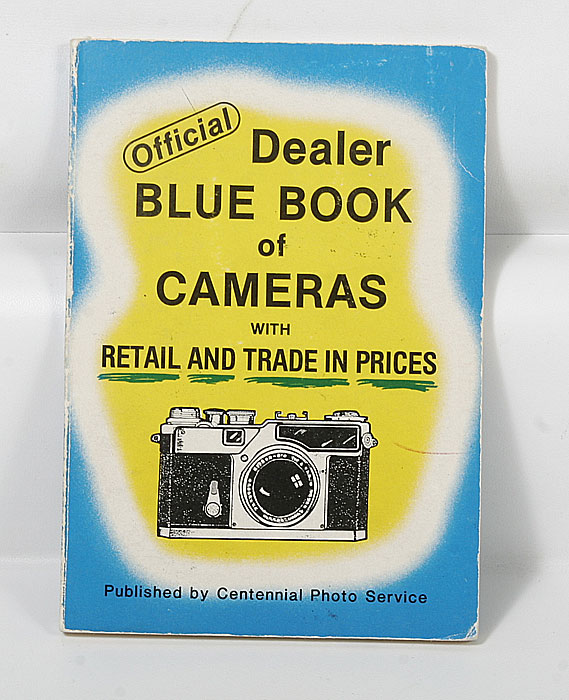 Official
Dealer
BLUE BOOK
of
CAMERAS
WITH
RETAIL AND TRADE IN PRICES
Published by Centennial Photo Service